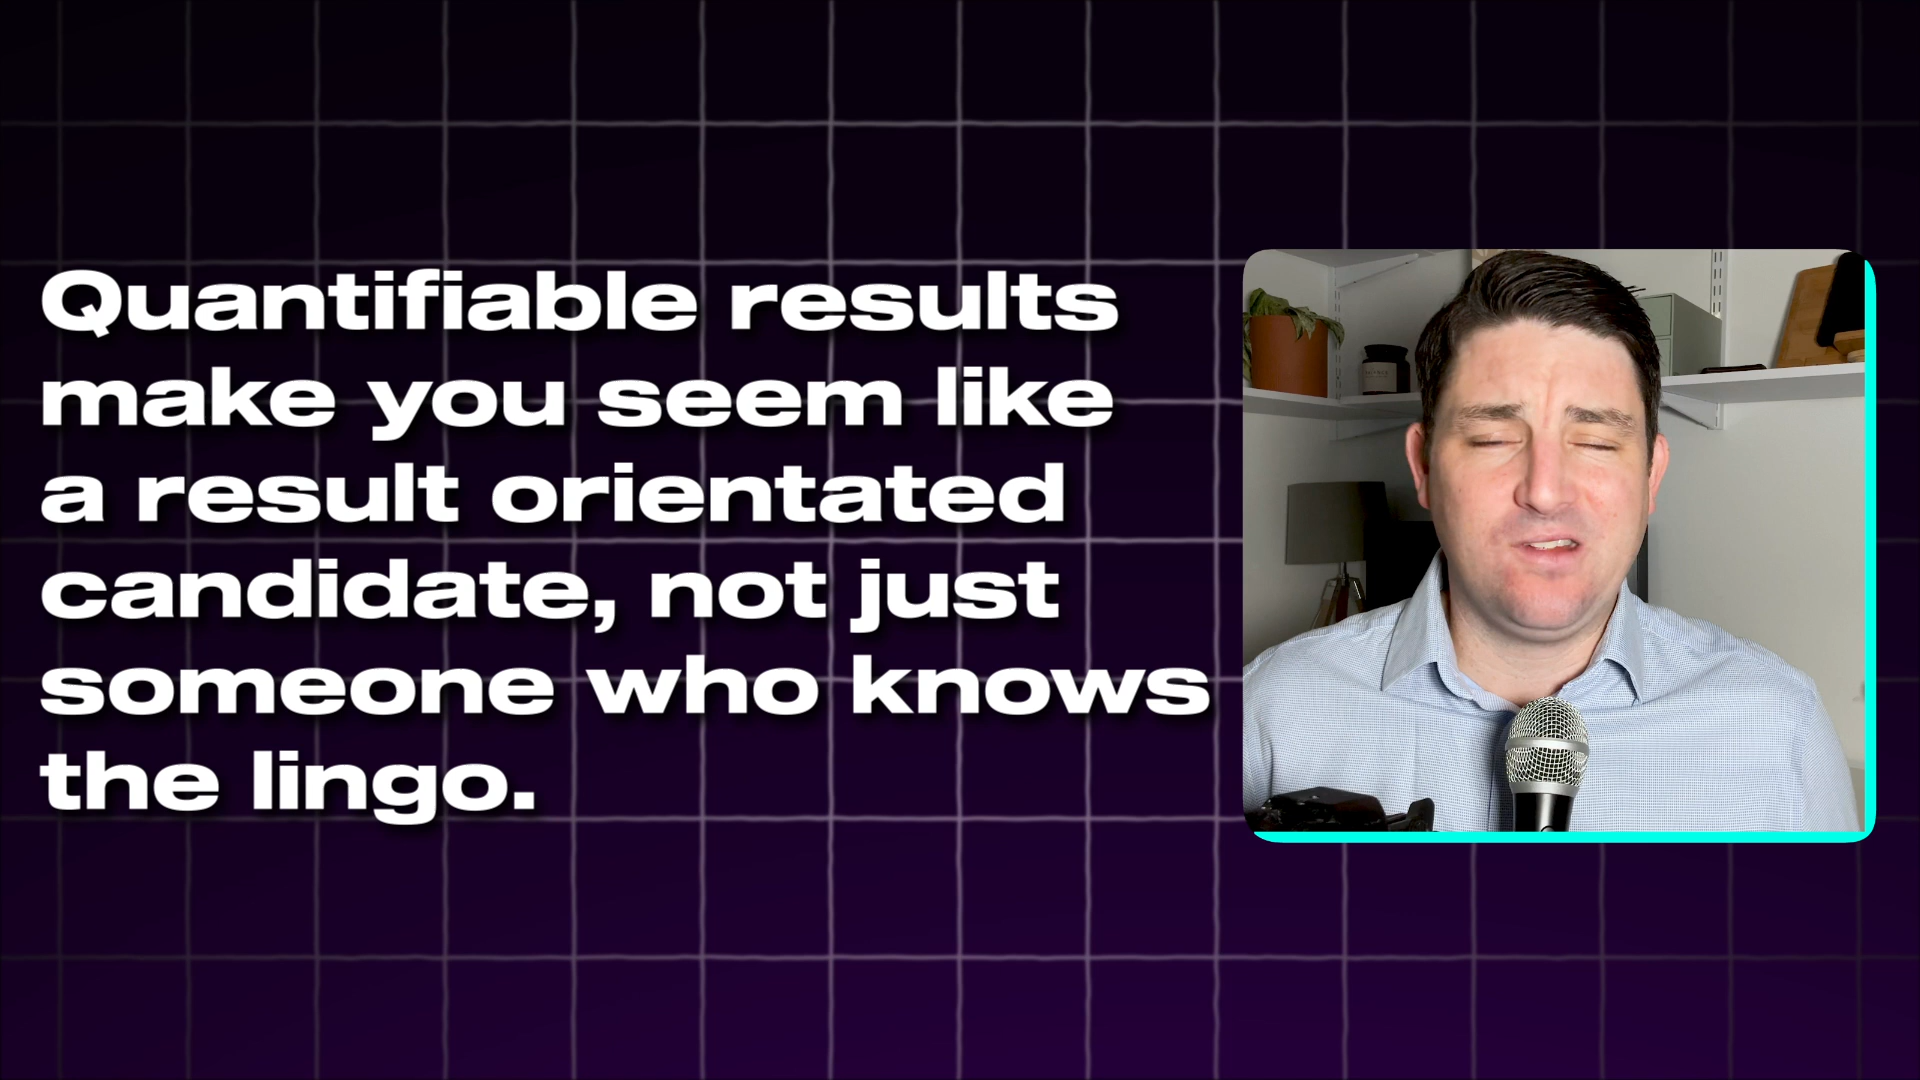 Quantifiable results
make you seem like
a result orientated
candidate, not just
someone who knows
the lingo.